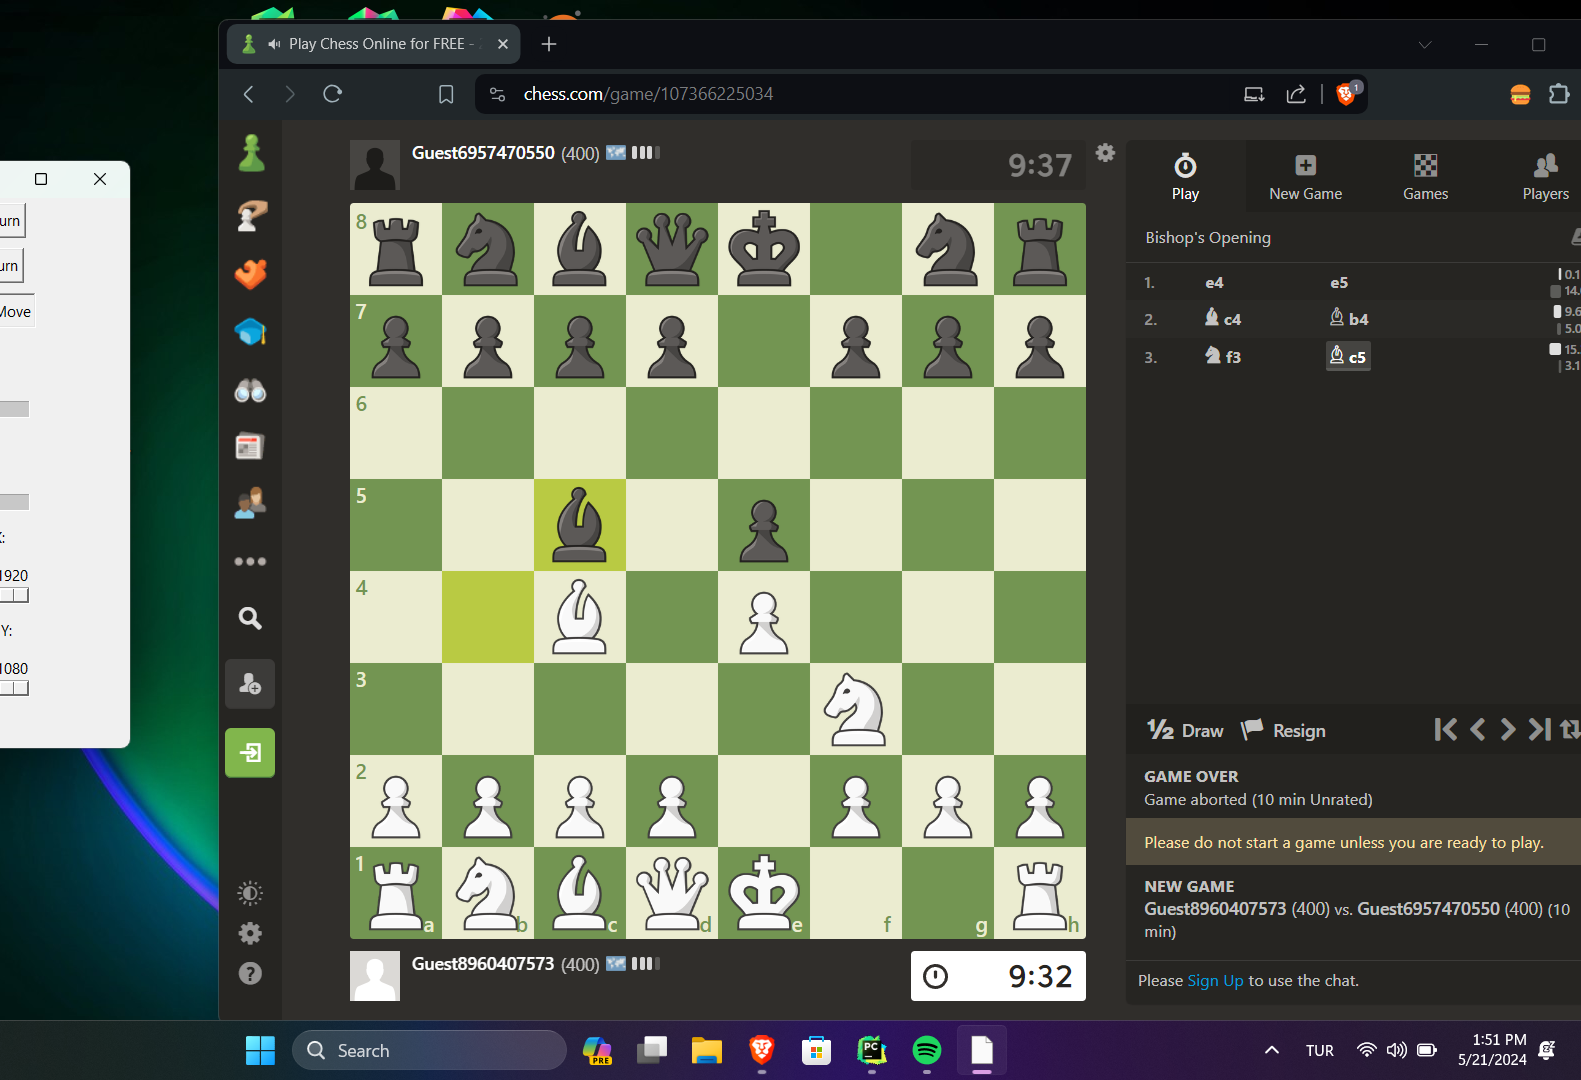 Play Chess Online for FREE -
chess.com/game/107366225034
1
urn
urn
Move
1920
Y:
1080
Guest6957470550 (400)
9:37
8
7
6
5
4
3
2
1
a
b
c
d
e
f
g
h
Guest8960407573 (400)
9:32
Play
New Game
Games
Players
Bishop's Opening
1. e4 e5 0.1
14.
2. c4 b4 9.6
5.0
3. f3 c5 15.
3.1
½ Draw
Resign
GAME OVER
Game aborted (10 min Unrated)
Please do not start a game unless you are ready to play.
NEW GAME
Guest8960407573 (400) vs. Guest6957470550 (400) (10
min)
Please Sign Up to use the chat.
Search
PRE
PC
TUR
1:51 PM
5/21/2024